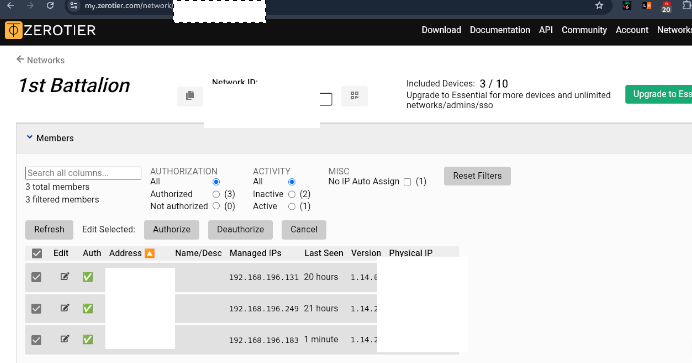 my.zerotier.com/network/
20
ZEROTIER
Download Documentation API Community Account Networks
Networks
1st Battalion
Network ID:
Included Devices: 3 / 10
Upgrade to Essential for more devices and unlimited
networks/admins/sso
Upgrade to Ess
Members
Search all columns...
3 total members
3 filtered members
AUTHORIZATION
All
Authorized (3)
Not authorized (0)
ACTIVITY
All
Inactive (2)
Active (1)
MISC
No IP Auto Assign (1)
Reset Filters
Refresh Edit Selected: Authorize Deauthorize Cancel
Edit Auth Address Name/Desc Managed IPs Last Seen Version Physical IP
192.168.196.131 20 hours 1.14.
192.168.196.249 21 hours 1.14.2
192.168.196.183 1 minute 1.14.2